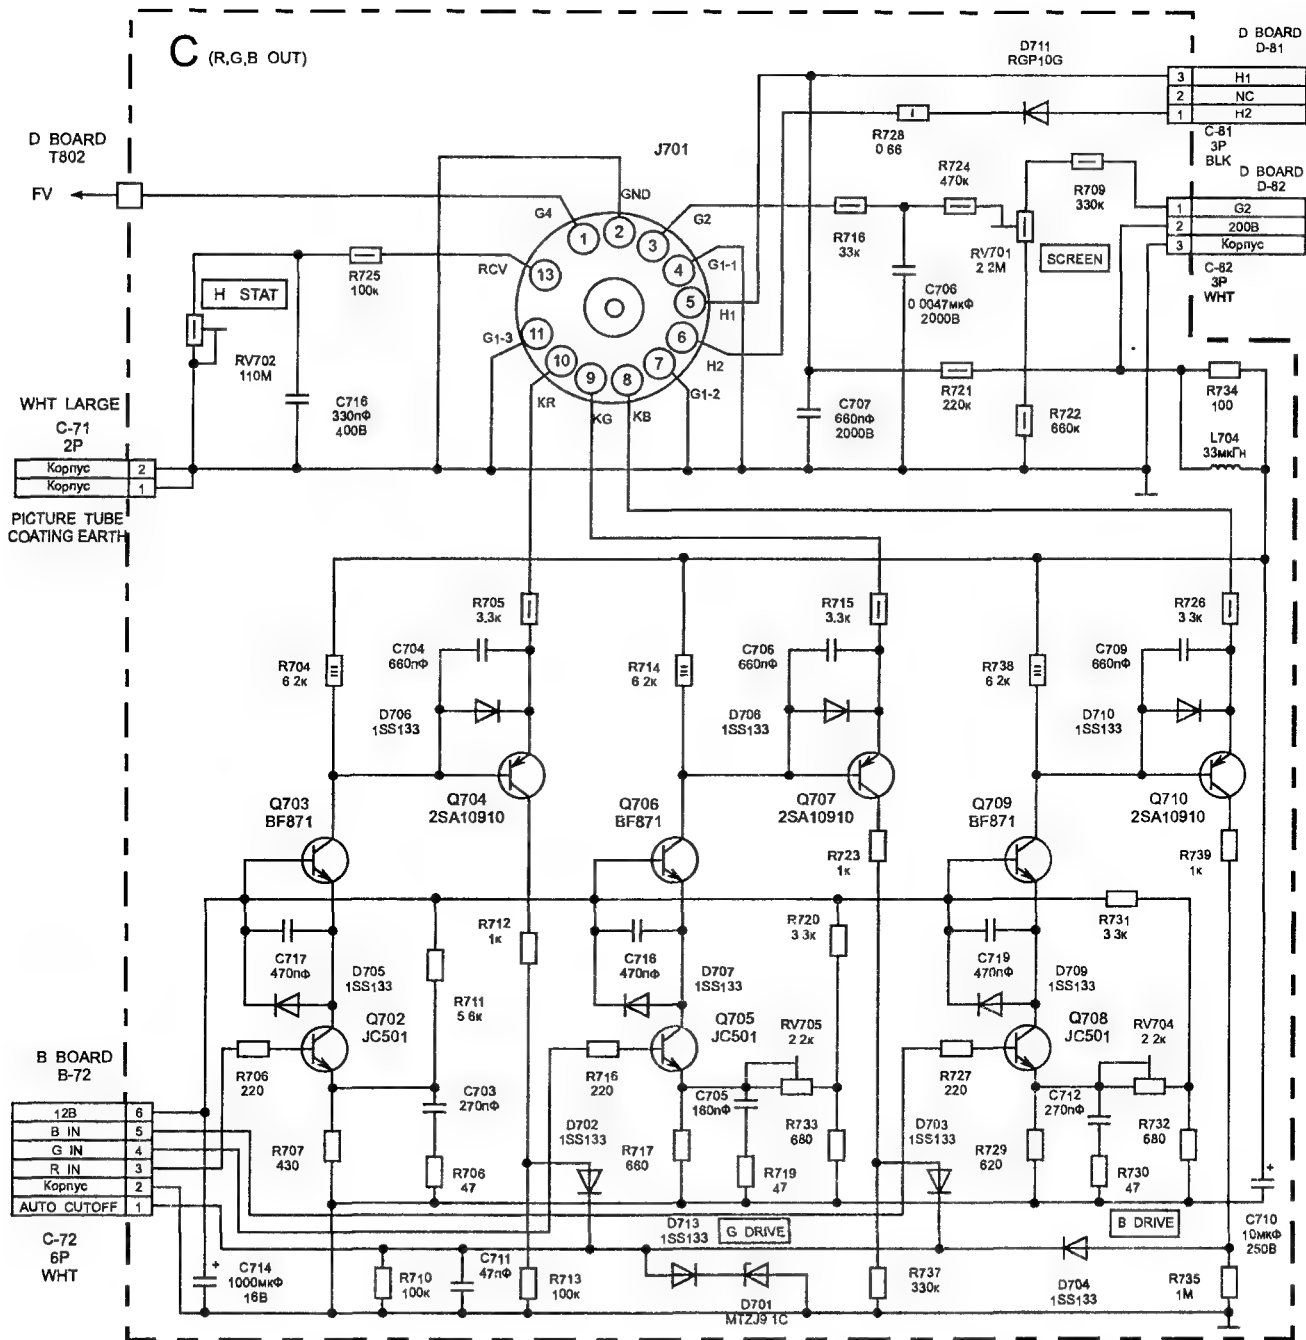 C (R,G,B OUT)
D BOARD
D-81
D711
RGP10G
3 H1
2 NC
1 H2
C-81
3P
BLK
R728
0 66
J701
D BOARD
T802
FV
D BOARD
D-82
1 G2
2 200В
3 Корпус
C-82
3P
WHT
R724
470к
R709
330к
R716
33к
RV701
2 2М
SCREEN
C706
0 0047мкФ
2000В
GND
G4
G2
G1-1
H1
H2
G1-2
KB
KG
KR
G1-3
RCV
1
2
3
4
5
6
7
8
9
10
11
13
R725
100к
H STAT
RV702
110М
C716
330пФ
400В
C707
660пФ
2000В
R721
220к
R722
660к
R734
100
L704
33мкГн
WHT LARGE
C-71
2P
Корпус 2
Корпус 1
PICTURE TUBE
COATING EARTH
R705
3.3к
R715
3.3к
R726
3 3к
R704
6 2к
C704
660пФ
R714
6 2к
C706
660пФ
R738
6 2к
C709
660пФ
D706
1SS133
D708
1SS133
D710
1SS133
Q703
BF871
Q704
2SA10910
Q706
BF871
Q707
2SA10910
Q709
BF871
Q710
2SA10910
R723
1к
R739
1к
R712
1к
R720
3 3к
R731
3 3к
C717
470пФ
D705
1SS133
R711
5 6к
C716
470пФ
D707
1SS133
C719
470пФ
D709
1SS133
Q702
JC501
Q705
JC501
RV705
2 2к
Q708
JC501
RV704
2 2к
B BOARD
B-72
R706
220
C703
270пФ
R716
220
C705
160пФ
R727
220
C712
270пФ
12В 6
B IN 5
G IN 4
R IN 3
Корпус 2
AUTO CUTOFF 1
C-72
6P
WHT
R707
430
R706
47
D702
1SS133
R717
660
R719
47
R733
680
D703
1SS133
R729
620
R730
47
R732
680
D713
1SS133
G DRIVE
B DRIVE
C710
10мкФ
250В
C714
1000мкФ
16В
R710
100к
C711
47пФ
R713
100к
D701
MTZJ9 1C
R737
330к
D704
1SS133
R735
1М